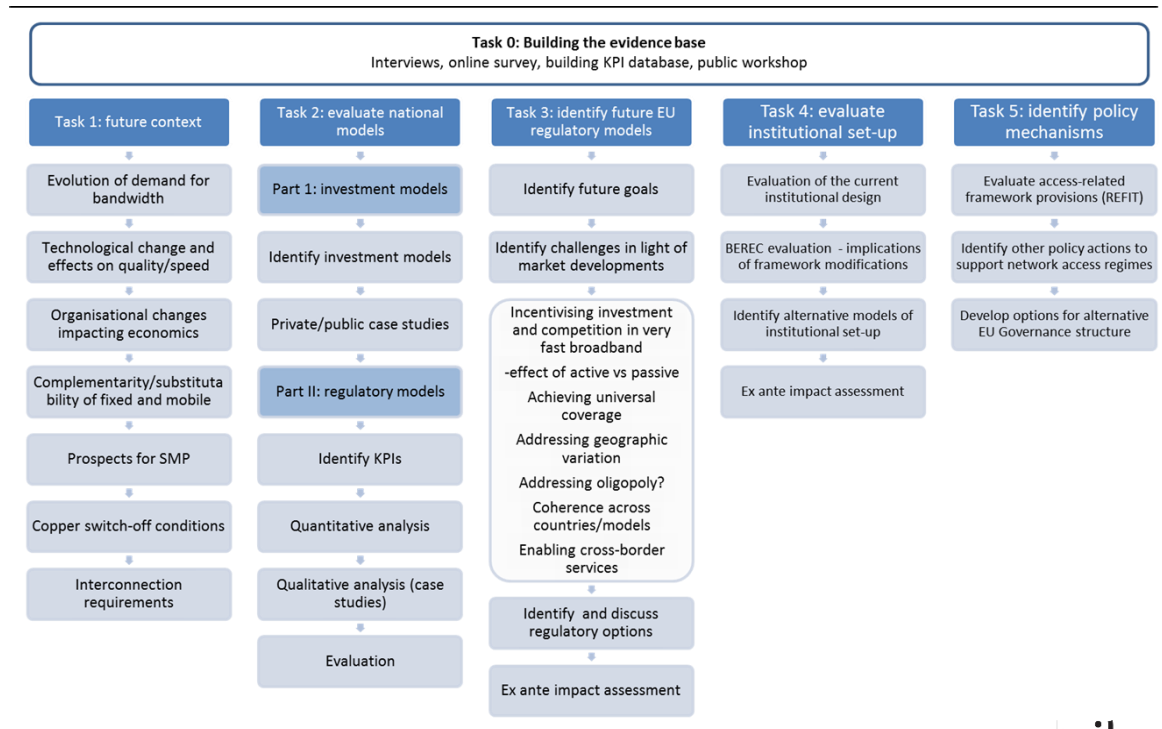 Task 0: Building the evidence base
Interviews, online survey, building KPI database, public workshop
Task 1: future context
Evolution of demand for
bandwidth
Technological change and
effects on quality/speed
Organisational changes
impacting economics
Complementarity/substituta
bility of fixed and mobile
Prospects for SMP
Copper switch-off conditions
Interconnection
requirements
Task 2: evaluate national
models
Part 1: investment models
Identify investment models
Private/public case studies
Part II: regulatory models
Identify KPIs
Quantitative analysis
Qualitative analysis (case
studies)
Evaluation
Task 3: identify future EU
regulatory models
Identify future goals
Identify challenges in light of
market developments
Incentivising investment
and competition in very
fast broadband
-effect of active vs passive
Achieving universal
coverage
Addressing geographic
variation
Addressing oligopoly?
Coherence across
countries/models
Enabling cross-border
services
Identify and discuss
regulatory options
Ex ante impact assessment
Task 4: evaluate
institutional set-up
Evaluation of the current
institutional design
BEREC evaluation - implications
of framework modifications
Identify alternative models of
institutional set-up
Ex ante impact assessment
Task 5: identify policy
mechanisms
Evaluate access-related
framework provisions (REFIT)
Identify other policy actions to
support network access regimes
Develop options for alternative
EU Governance structure